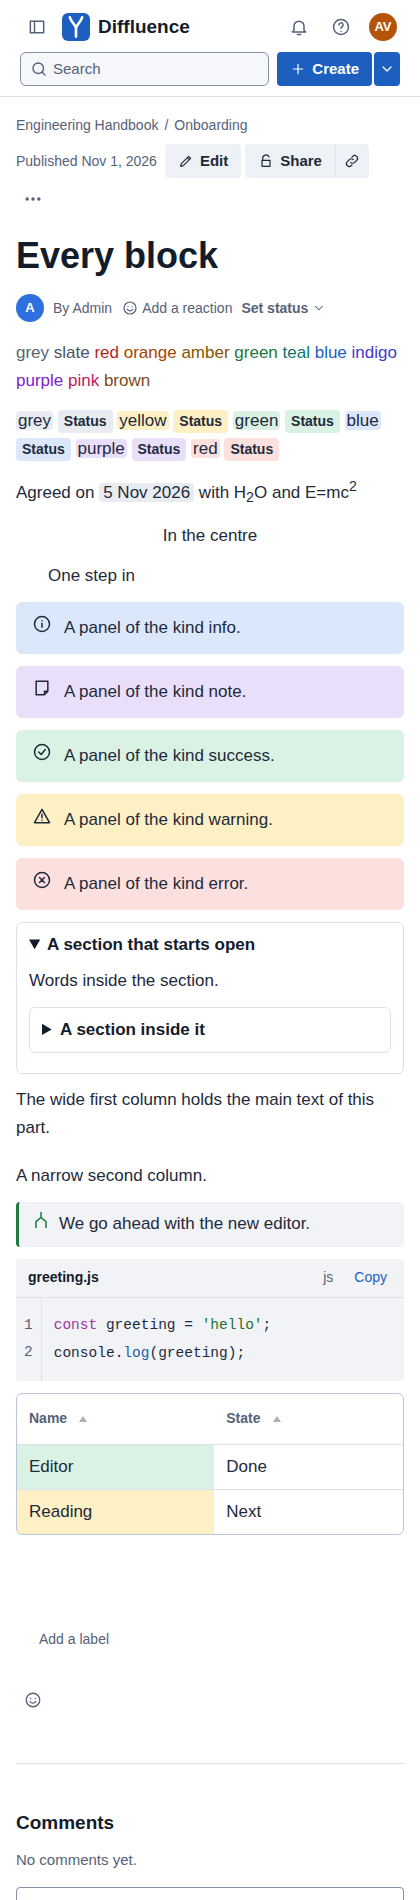 Diffluence
AV
Search
Create
Engineering Handbook / Onboarding
Published Nov 1, 2026
Edit
Share
Every block
A
By Admin
Add a reaction
Set status
grey slate red orange amber green teal blue indigo
purple pink brown
grey Status yellow Status green Status blue
Status purple Status red Status
Agreed on 5 Nov 2026 with H2O and E=mc2
In the centre
One step in
A panel of the kind info.
A panel of the kind note.
A panel of the kind success.
A panel of the kind warning.
A panel of the kind error.
A section that starts open
Words inside the section.
A section inside it
The wide first column holds the main text of this
part.
A narrow second column.
We go ahead with the new editor.
greeting.js js Copy
1 const greeting = 'hello';
2 console.log(greeting);
Name State
Editor Done
Reading Next
Add a label
Comments
No comments yet.